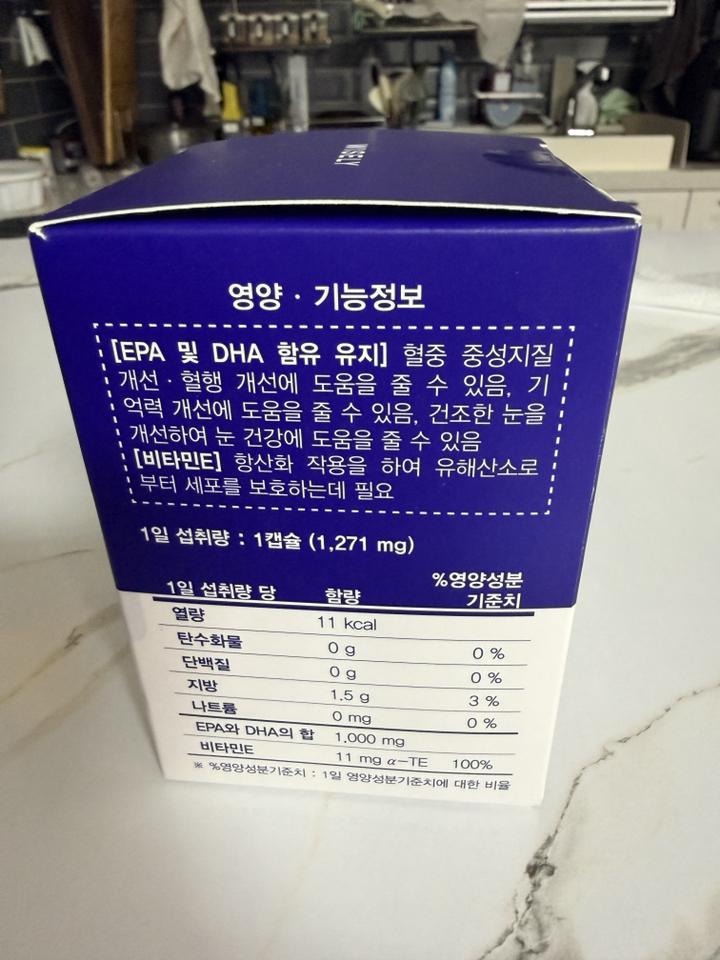 WISELY
영양 · 기능정보
[EPA 및 DHA 함유 유지] 혈중 중성지질
개선 · 혈행 개선에 도움을 줄 수 있음, 기
억력 개선에 도움을 줄 수 있음, 건조한 눈을
개선하여 눈 건강에 도움을 줄 수 있음
[비타민E] 항산화 작용을 하여 유해산소로
부터 세포를 보호하는데 필요
1일 섭취량 : 1캡슐 (1,271 mg)
1일 섭취량 당 함량 %영양성분 기준치
열량 11 kcal
탄수화물 0 g 0 %
단백질 0 g 0 %
지방 1.5 g 3 %
나트륨 0 mg 0 %
EPA와 DHA의 합 1,000 mg
비타민E 11 mg α-TE 100%
※ %영양성분기준치 : 1일 영양성분기준치에 대한 비율